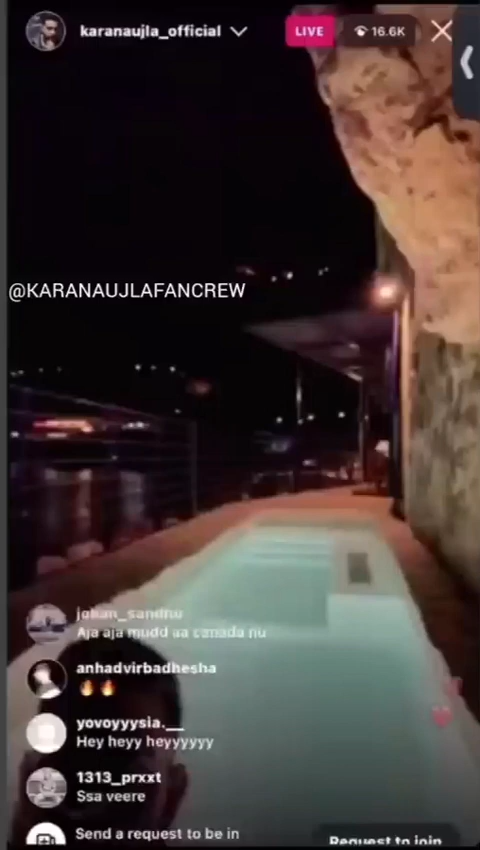 karanaujla_official
LIVE
16.6K
@KARANAUJLAFANCREW
Aja aja mudd aa canada nu
anhadvirbadhesha
🔥🔥
yovoyyysia.__
Hey heyy heyyyyyy
1313_prxxt
Ssa veere
Send a request to be in
Request to join